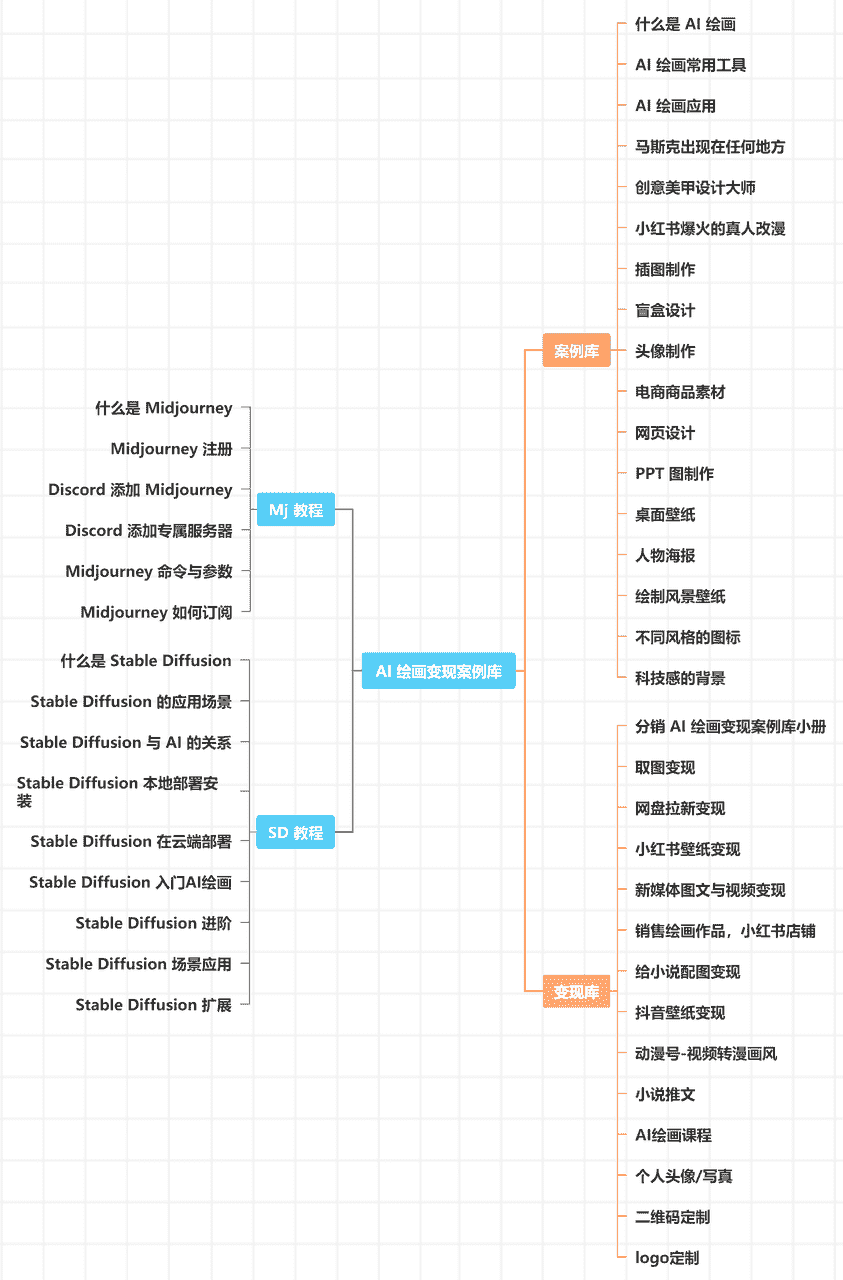 AI 绘画变现案例库
Mj 教程
什么是 Midjourney
Midjourney 注册
Discord 添加 Midjourney
Discord 添加专属服务器
Midjourney 命令与参数
Midjourney 如何订阅
SD 教程
什么是 Stable Diffusion
Stable Diffusion 的应用场景
Stable Diffusion 与 AI 的关系
Stable Diffusion 本地部署安
装
Stable Diffusion 在云端部署
Stable Diffusion 入门AI绘画
Stable Diffusion 进阶
Stable Diffusion 场景应用
Stable Diffusion 扩展
案例库
什么是 AI 绘画
AI 绘画常用工具
AI 绘画应用
马斯克出现在任何地方
创意美甲设计大师
小红书爆火的真人改漫
插图制作
盲盒设计
头像制作
电商商品素材
网页设计
PPT 图制作
桌面壁纸
人物海报
绘制风景壁纸
不同风格的图标
科技感的背景
变现库
分销 AI 绘画变现案例库小册
取图变现
网盘拉新变现
小红书壁纸变现
新媒体图文与视频变现
销售绘画作品，小红书店铺
给小说配图变现
抖音壁纸变现
动漫号-视频转漫画风
小说推文
AI绘画课程
个人头像/写真
二维码定制
logo定制